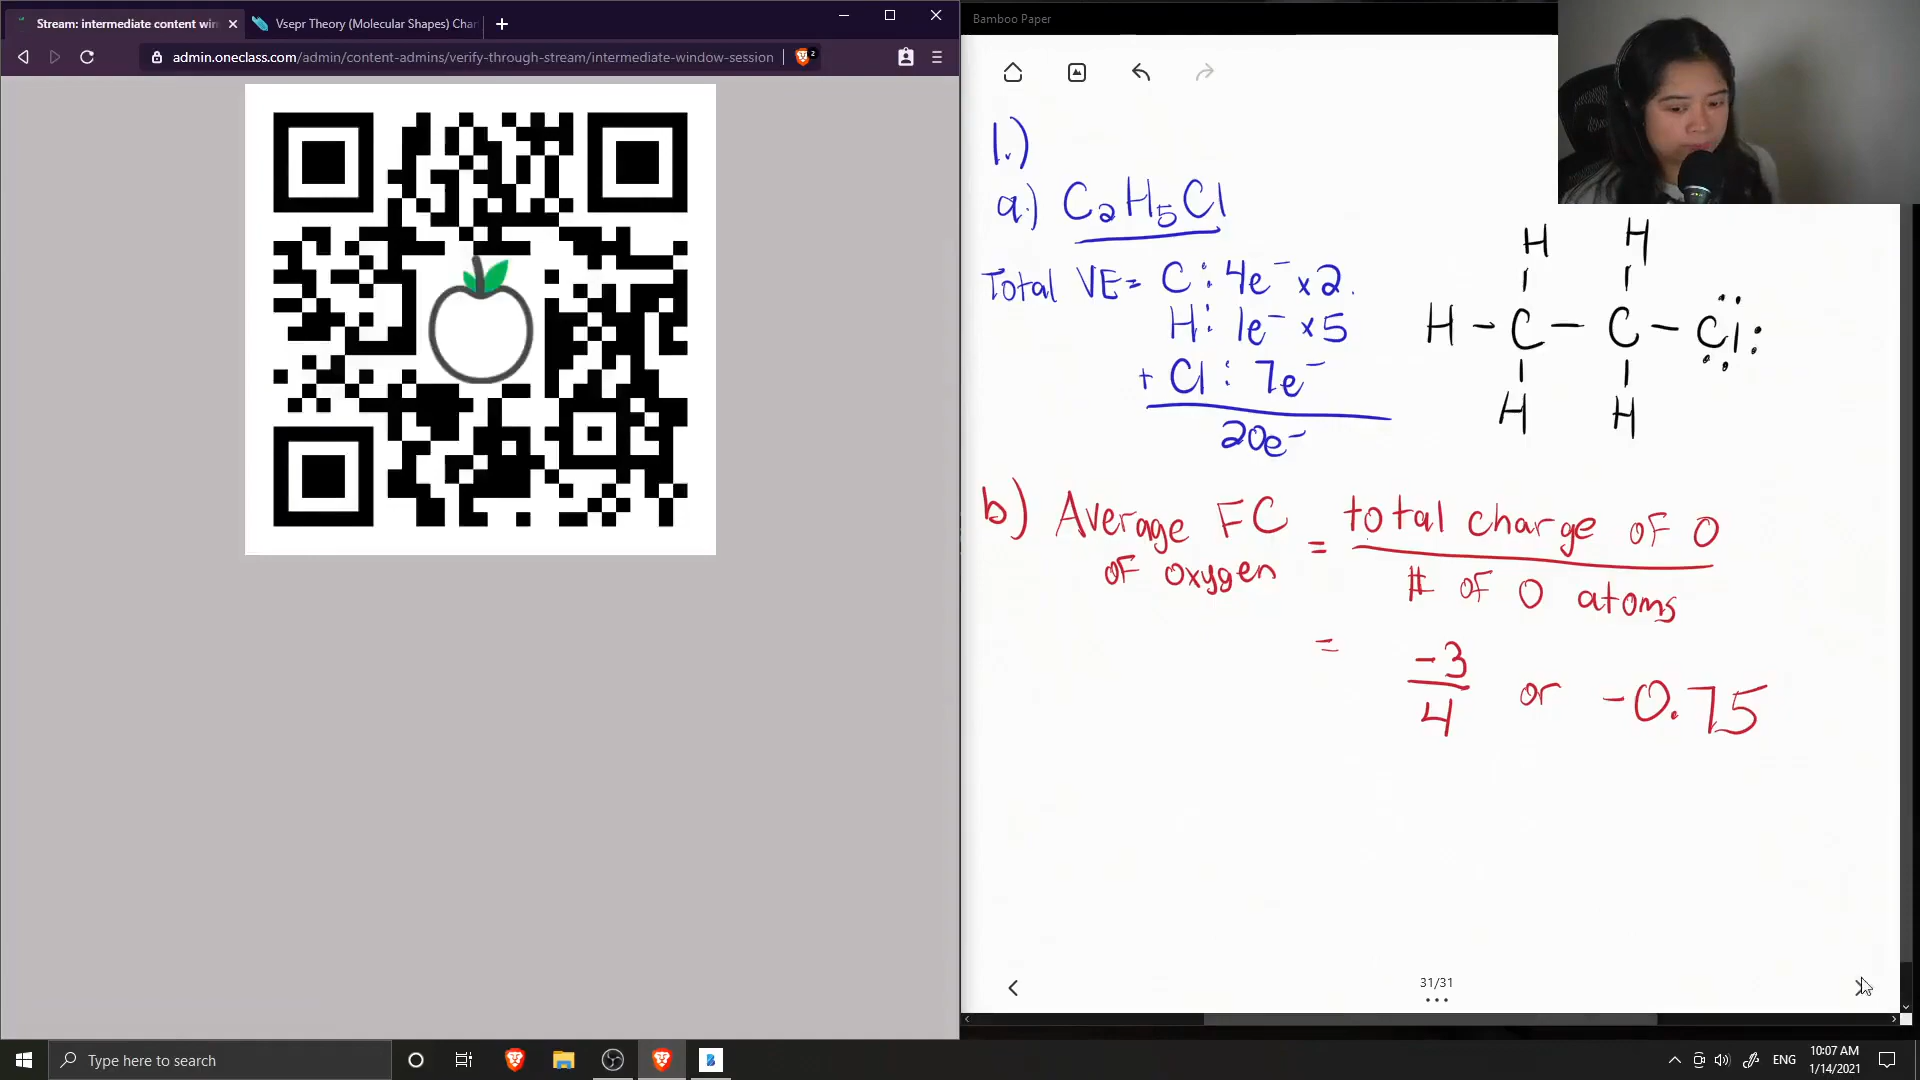 Stream: intermediate content win
Vsepr Theory (Molecular Shapes) Char
admin.oneclass.com/admin/content-admins/verify-through-stream/intermediate-window-session
2
Bamboo Paper
1.)
a.) C2H5Cl
Total VE= C: 4e⁻ ×2.
H: 1e⁻ ×5
+ Cl: 7e⁻
20e⁻
H H
H - C - C - Cl
H H
b) Average FC = total charge of O
of oxygen # of O atoms
= -3/4 or -0.75
31/31
Type here to search
ENG
10:07 AM
1/14/2021